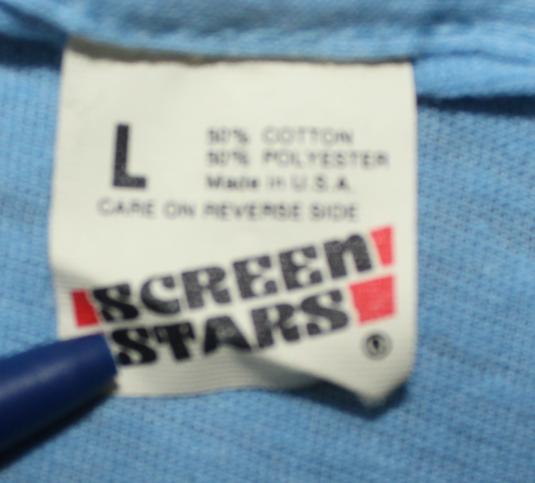 L
50% COTTON
50% POLYESTER
Made in U.S.A.
CARE ON REVERSE SIDE
SCREEN
STARS
®